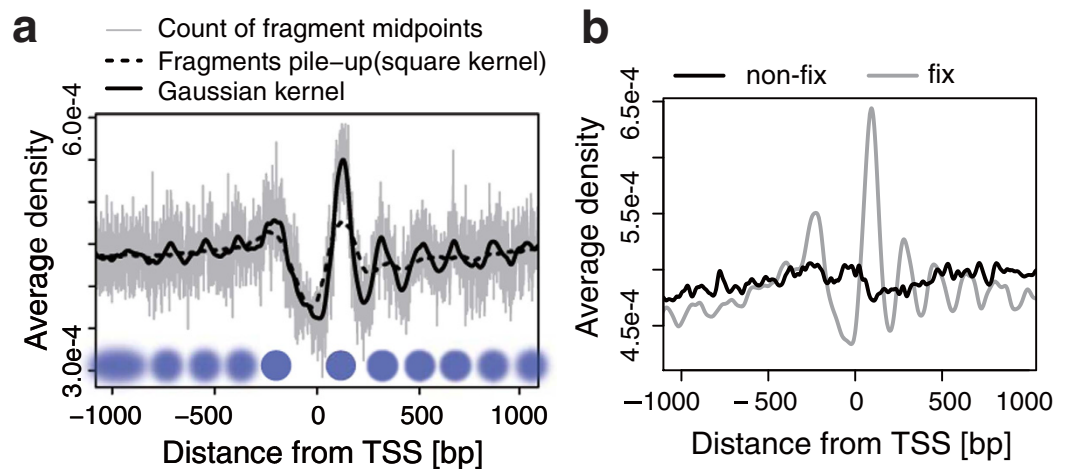 a
Count of fragment midpoints
Fragments pile-up(square kernel)
Gaussian kernel
Average density
6.0e-4
3.0e-4
−1000 −500 0 500 1000
Distance from TSS [bp]
b
non-fix fix
Average density
6.5e-4
5.5e-4
4.5e-4
−1000 −500 0 500 1000
Distance from TSS [bp]